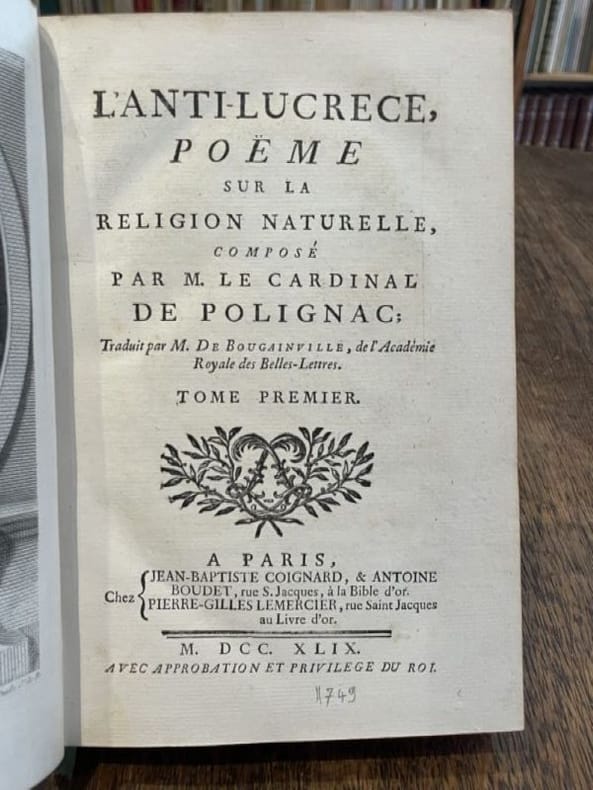 L'ANTI-LUCRECE,
POËME
SUR LA
RELIGION NATURELLE,
COMPOSÉ
PAR M. LE CARDINAL
DE POLIGNAC;
Traduit par M. DE BOUGAINVILLE, de l'Académie
Royale des Belles-Lettres.
TOME PREMIER.
A PARIS,
Chez { JEAN-BAPTISTE COIGNARD, & ANTOINE
BOUDET, rue S. Jacques, à la Bible d'or.
PIERRE-GILLES LEMERCIER, rue Saint Jacques
au Livre d'or.
M. DCC. XLIX.
AVEC APPROBATION ET PRIVILEGE DU ROI.
1749